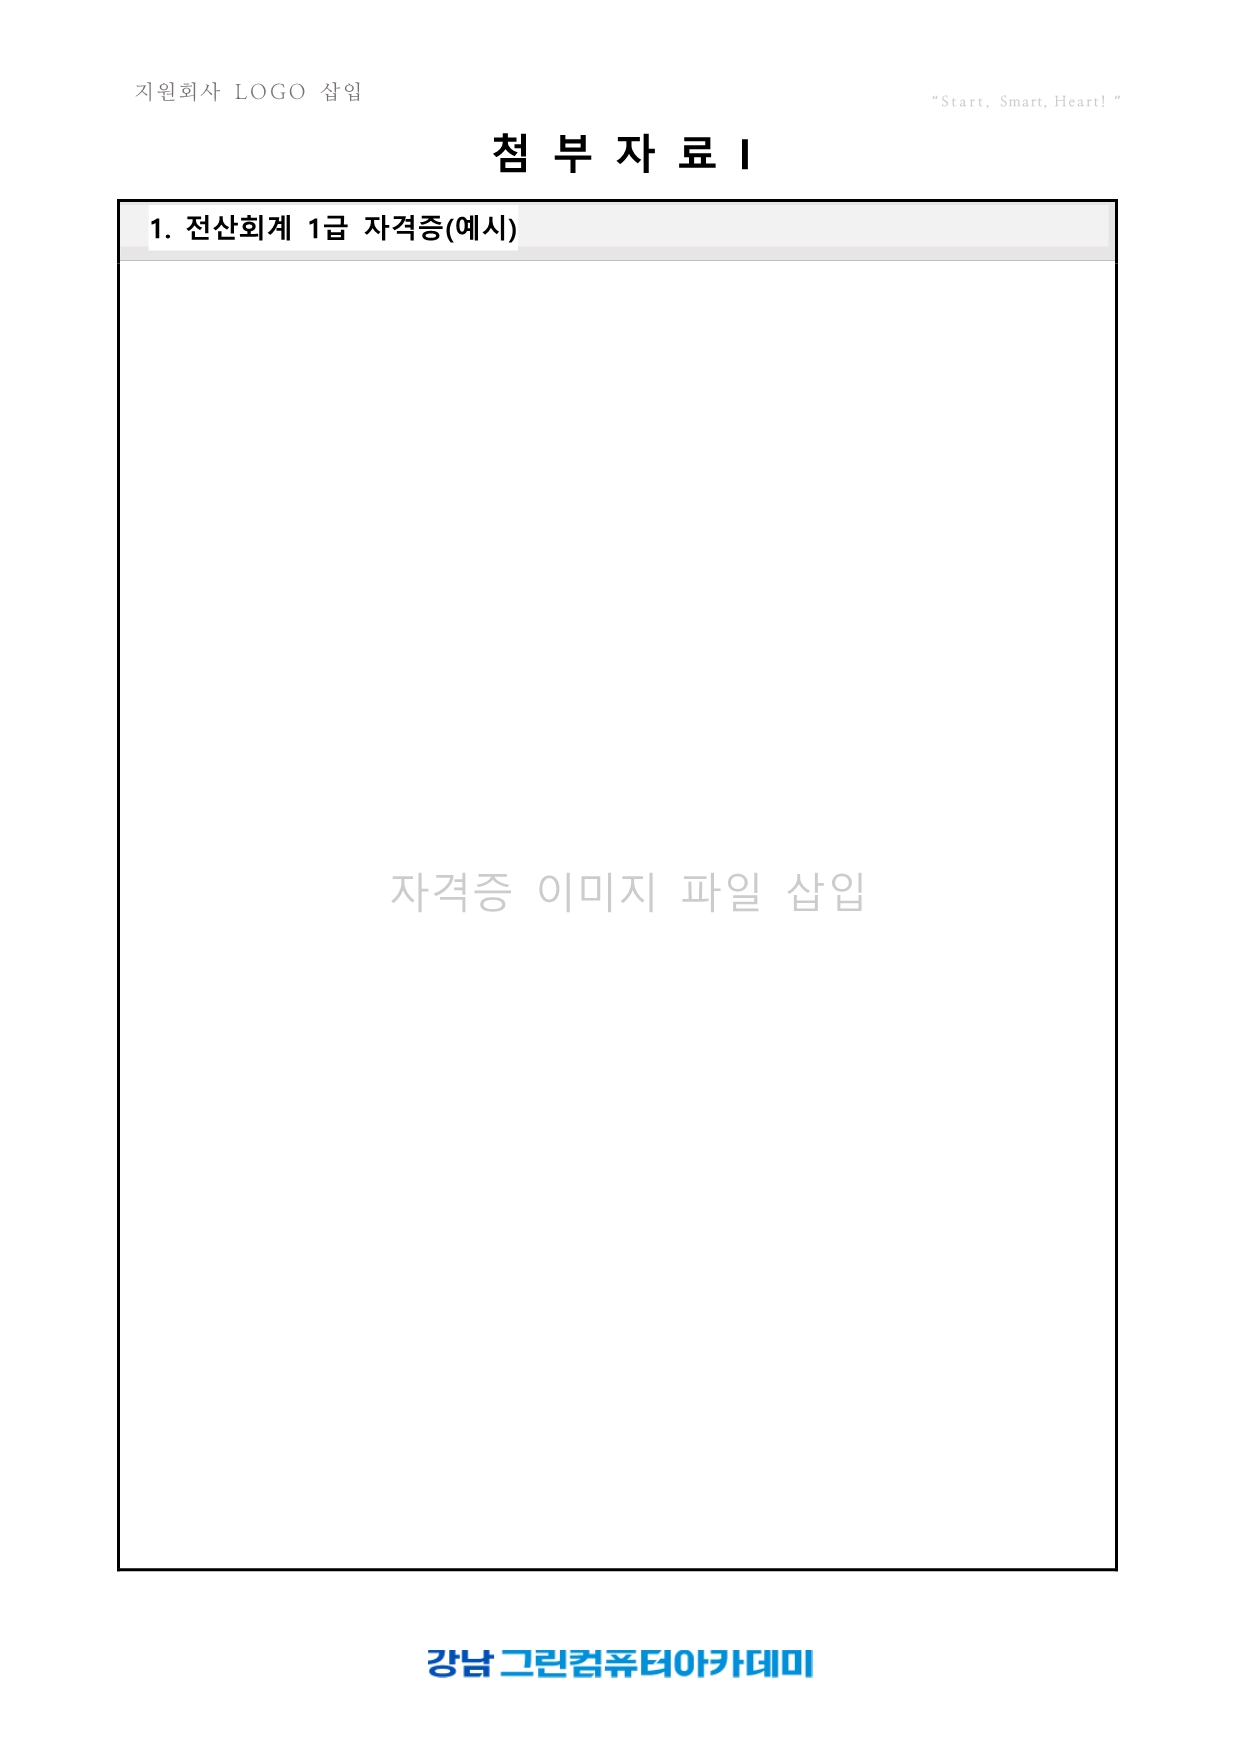 지원회사 LOGO 삽입
"Start, Smart, Heart! "
첨 부 자 료 I
1. 전산회계 1급 자격증(예시)
자격증 이미지 파일 삽입
강남 그린컴퓨터아카데미